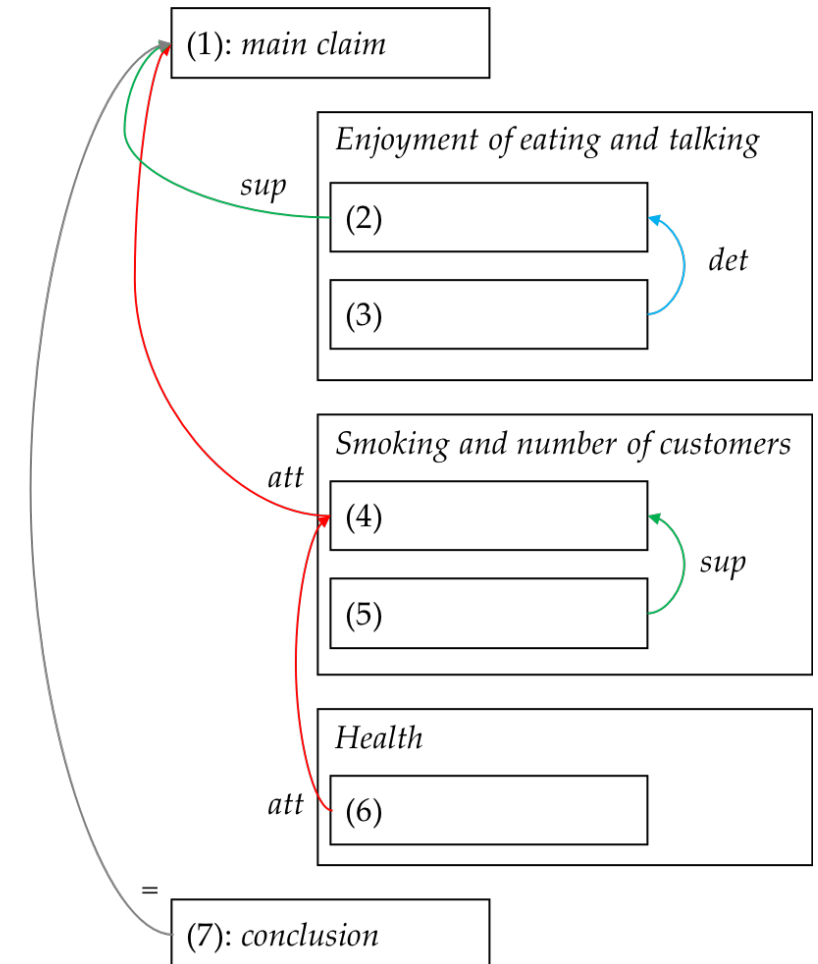 (1): main claim
Enjoyment of eating and talking
sup
(2)
det
(3)
Smoking and number of customers
att
(4)
sup
(5)
Health
att
(6)
=
(7): conclusion